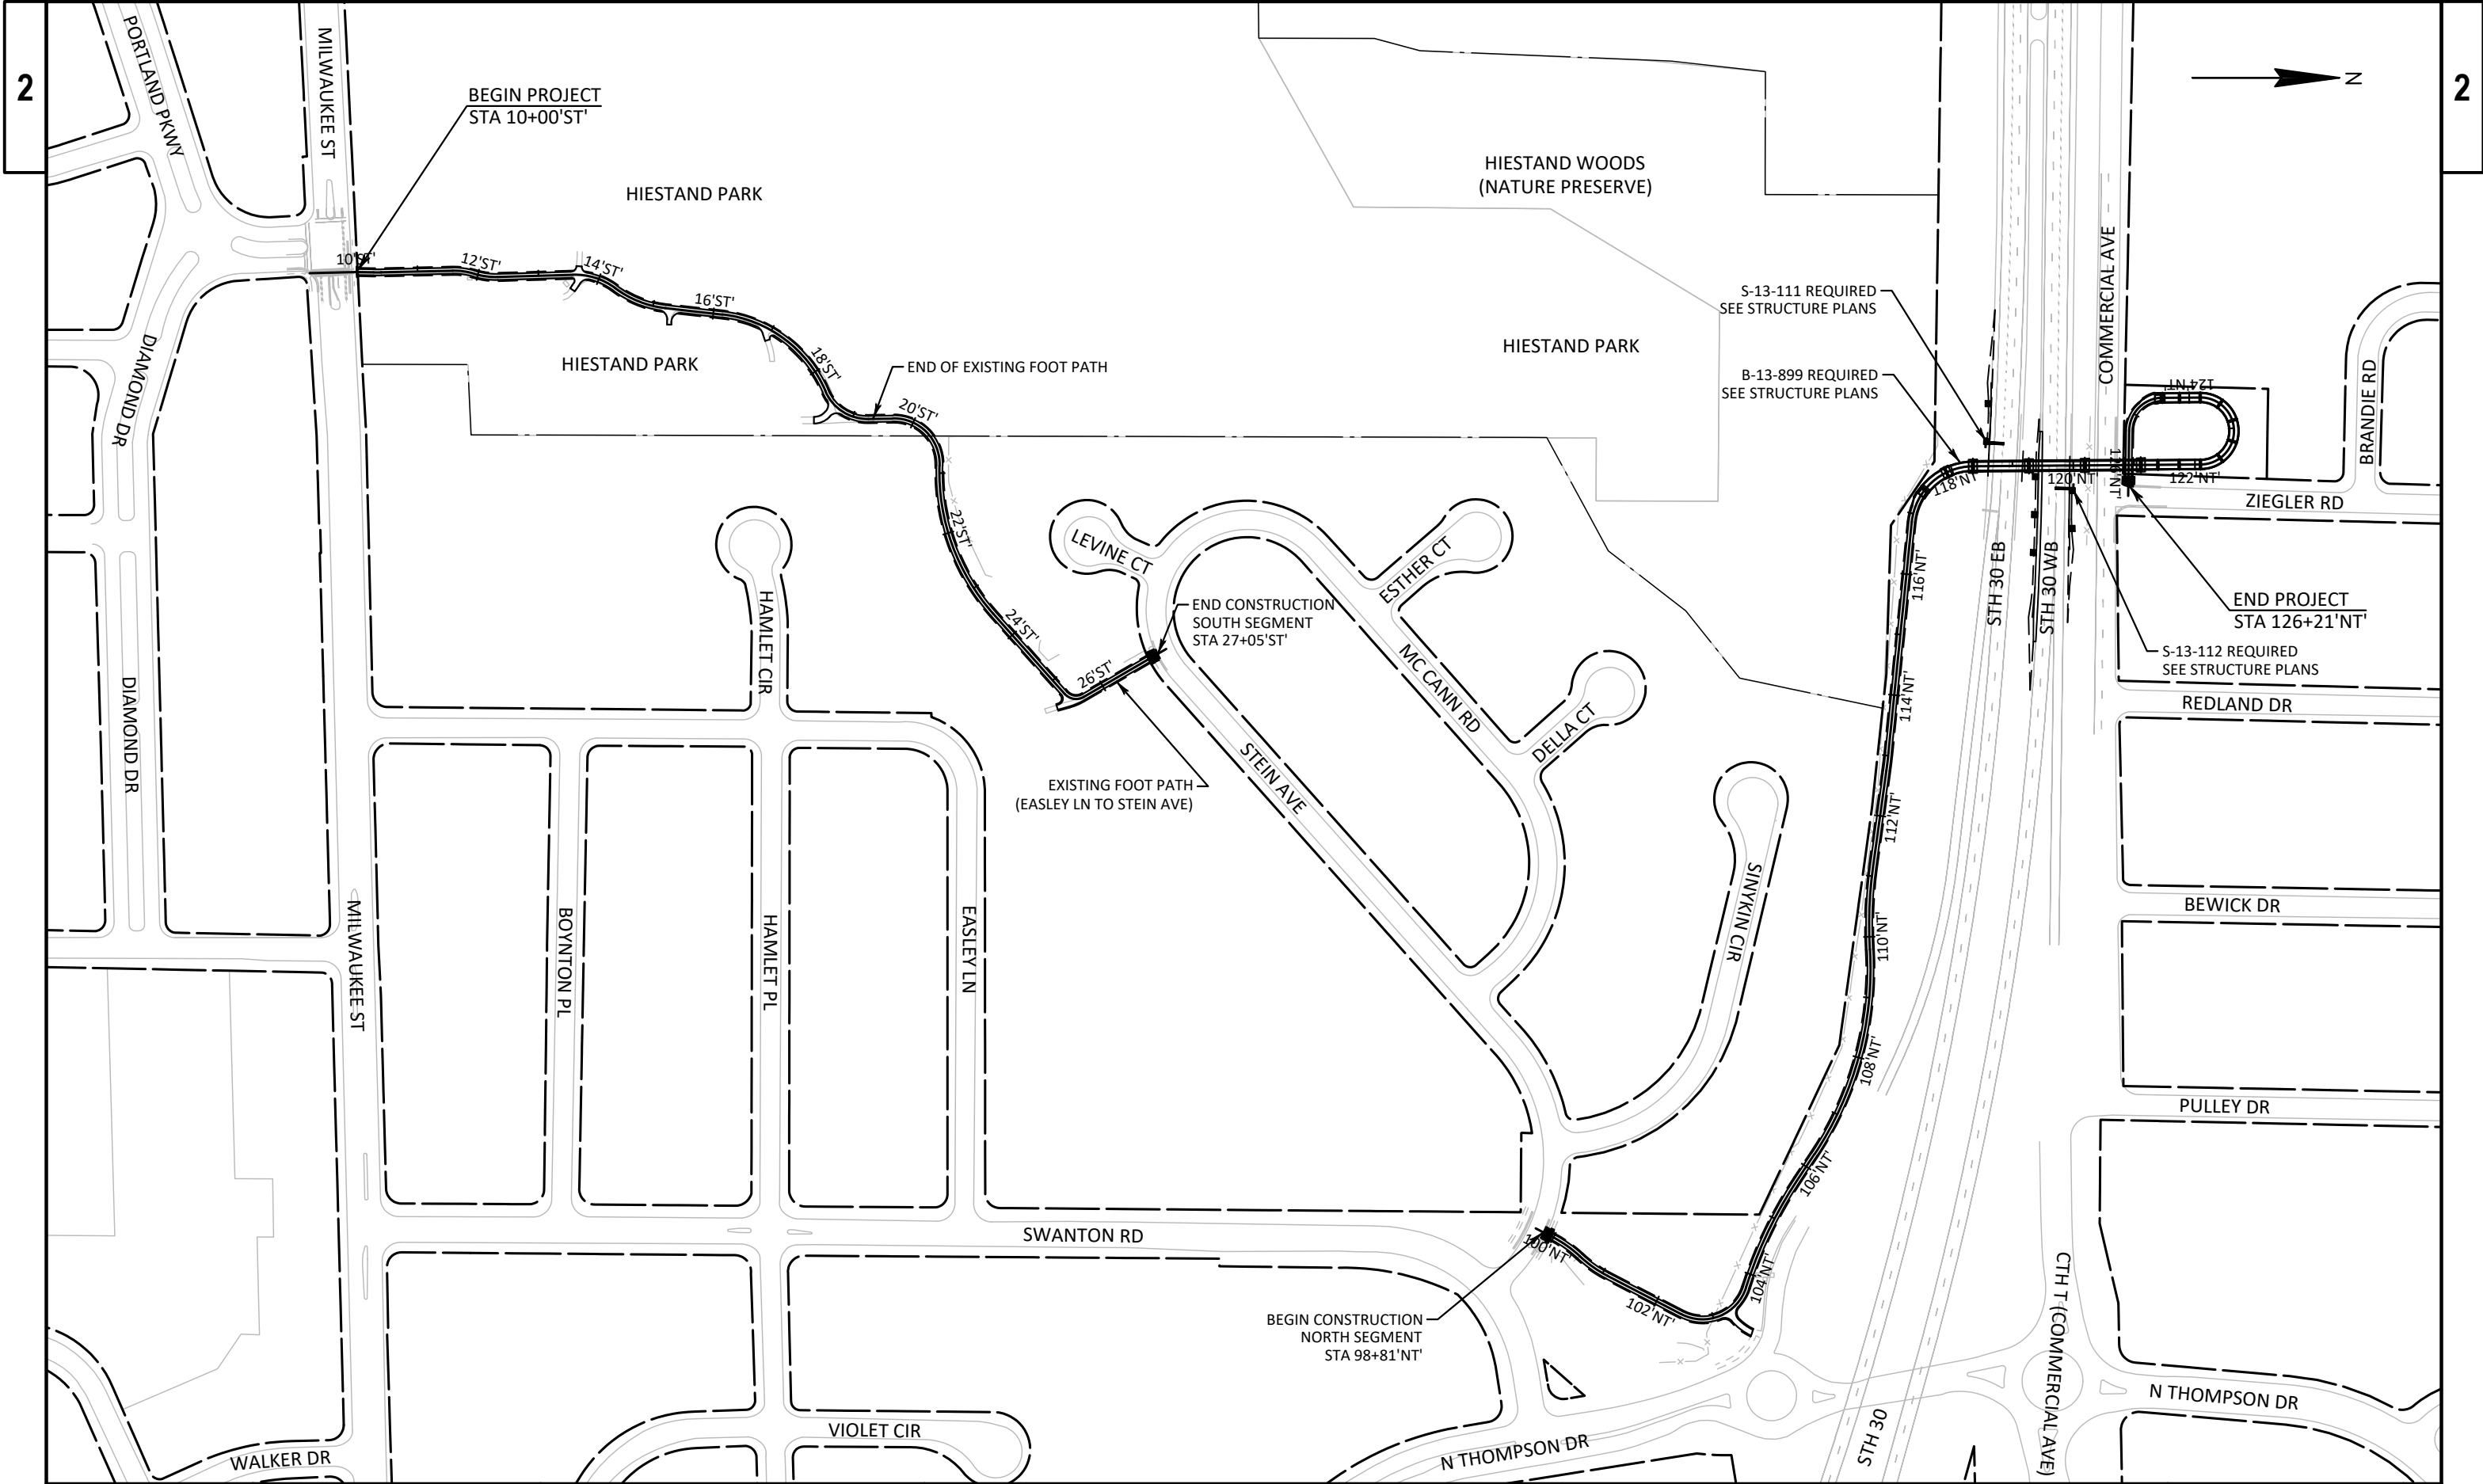 2
2
PORTLAND PKWY
MILWAUKEE ST
BEGIN PROJECT
STA 10+00'ST'
HIESTAND PARK
HIESTAND WOODS
(NATURE PRESERVE)
N
10'ST'
12'ST'
14'ST'
16'ST'
18'ST'
20'ST'
22'ST'
24'ST'
26'ST'
HIESTAND PARK
END OF EXISTING FOOT PATH
HIESTAND PARK
S-13-111 REQUIRED
SEE STRUCTURE PLANS
B-13-899 REQUIRED
SEE STRUCTURE PLANS
COMMERCIAL AVE
124'NT'
126'NT'
122'NT'
120'NT'
118'NT'
116'NT'
114'NT'
112'NT'
110'NT'
108'NT'
106'NT'
104'NT'
102'NT'
100'NT'
BRANDIE RD
ZIEGLER RD
DIAMOND DR
DIAMOND DR
LEVINE CT
ESTHER CT
STH 30 EB
STH 30 WB
END PROJECT
STA 126+21'NT'
S-13-112 REQUIRED
SEE STRUCTURE PLANS
END CONSTRUCTION
SOUTH SEGMENT
STA 27+05'ST'
HAMLET CIR
MC CANN RD
DELLA CT
REDLAND DR
EXISTING FOOT PATH
(EASLEY LN TO STEIN AVE)
STEIN AVE
SINYKIN CIR
MILWAUKEE ST
BOYNTON PL
HAMLET PL
EASLEY LN
BEWICK DR
PULLEY DR
SWANTON RD
BEGIN CONSTRUCTION
NORTH SEGMENT
STA 98+81'NT'
CTH T (COMMERCIAL AVE)
N THOMPSON DR
VIOLET CIR
WALKER DR
N THOMPSON DR
STH 30